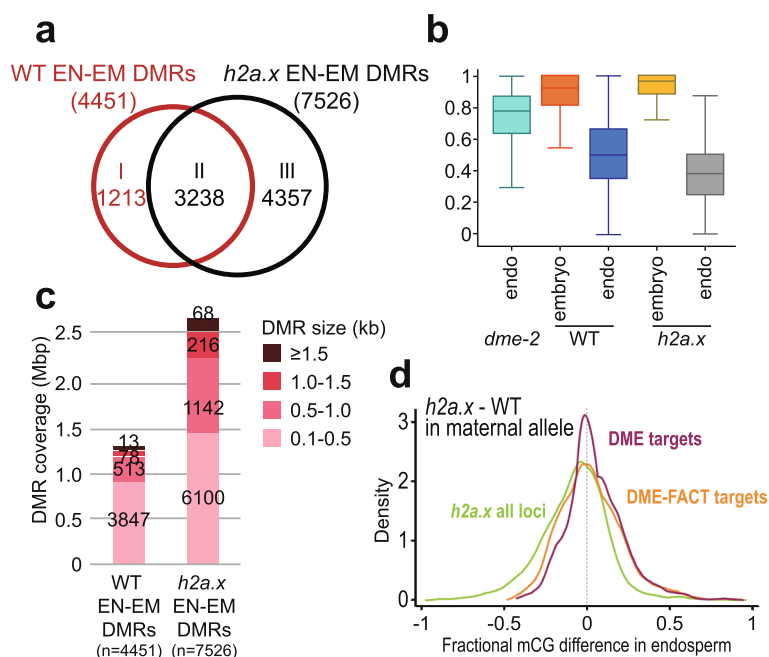 a
WT EN-EM DMRs
(4451)
h2a.x EN-EM DMRs
(7526)
I
1213
II
3238
III
4357
b
1
0.8
0.6
0.4
0.2
0
endo
embryo
endo
embryo
endo
dme-2
WT
h2a.x
c
DMR coverage (Mbp)
2.5
2.0
1.5
1.0
0.5
0
13
78
513
3847
68
216
1142
6100
WT
EN-EM
DMRs
(n=4451)
h2a.x
EN-EM
DMRs
(n=7526)
DMR size (kb)
≥1.5
1.0-1.5
0.5-1.0
0.1-0.5
d
h2a.x - WT
in maternal allele
DME targets
DME-FACT targets
h2a.x all loci
Density
3
2
1
0
-1
-0.5
0
0.5
1
Fractional mCG difference in endosperm